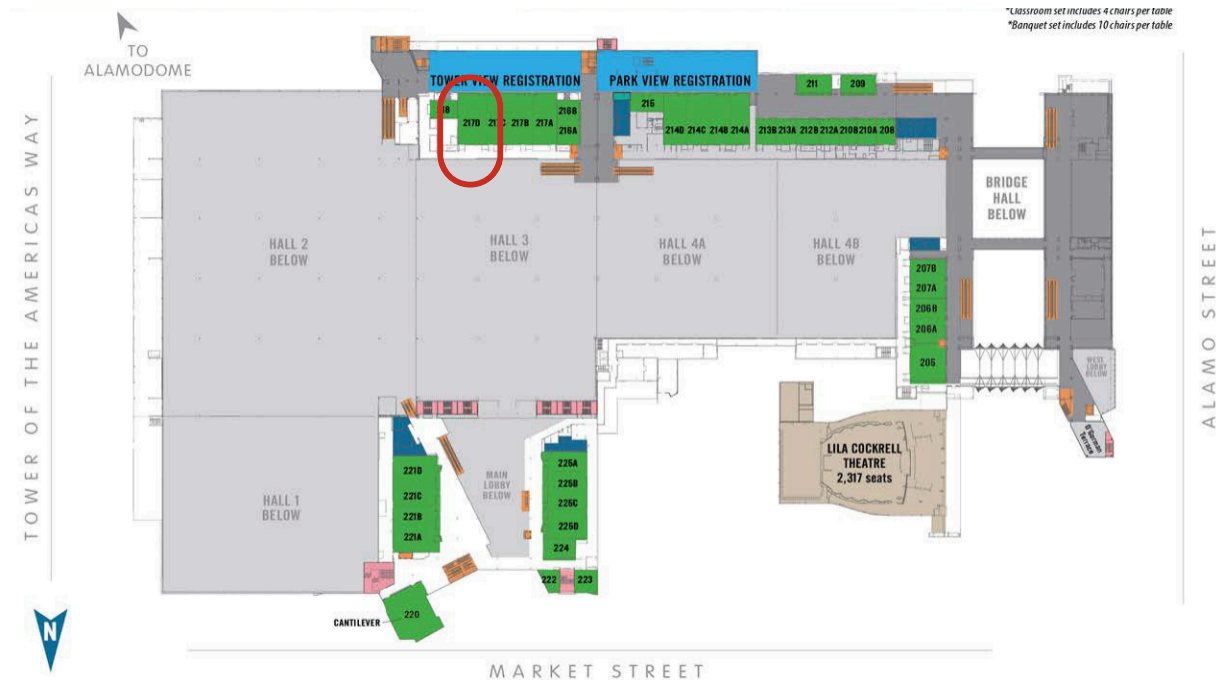 *Classroom set includes 4 chairs per table
*Banquet set includes 10 chairs per table
TO
ALAMODOME
TOWER VIEW REGISTRATION
PARK VIEW REGISTRATION
211
209
217D
217B
217A
216B
216A
215
214D
214C
214B
214A
213B
213A
212B
212A
210B
210A
208
TOWER OF THE AMERICAS WAY
HALL 2
BELOW
HALL 3
BELOW
HALL 4A
BELOW
HALL 4B
BELOW
BRIDGE
HALL
BELOW
ALAMO STREET
207B
207A
206B
206A
205
WEST
LOBBY
BELOW
O'Gorman
Terrace
LILA COCKRELL
THEATRE
2,317 seats
HALL 1
BELOW
221D
221C
221B
221A
MAIN
LOBBY
BELOW
225A
225B
225C
225D
224
222
223
220
CANTILEVER
N
MARKET STREET